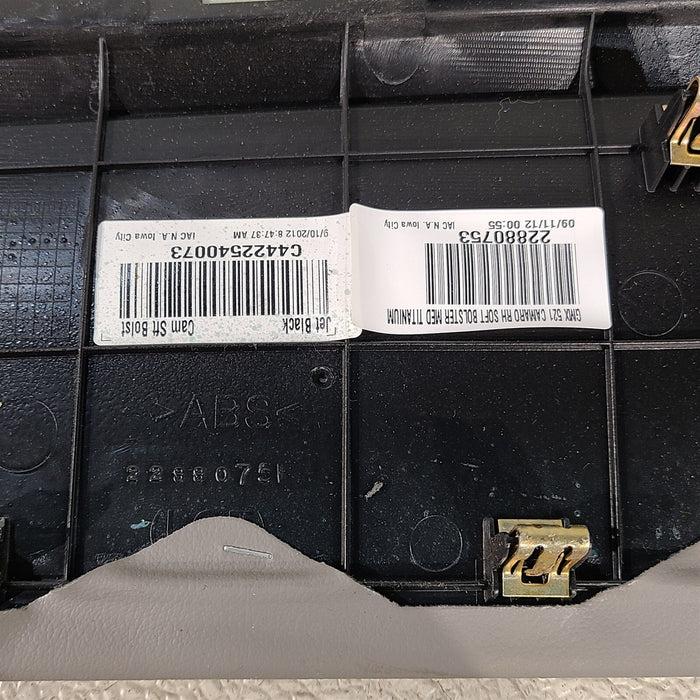 Jet Black
Cam Sft Bolst
C4422540073
9/10/2012 8:47:37 AM
IAC N.A. Iowa City
GMX 521 CAMARO RH SOFT BOLSTER MED TITANIUM
22880753
09/11/12 00:55
IAC N.A. Iowa City
>ABS<
22880751